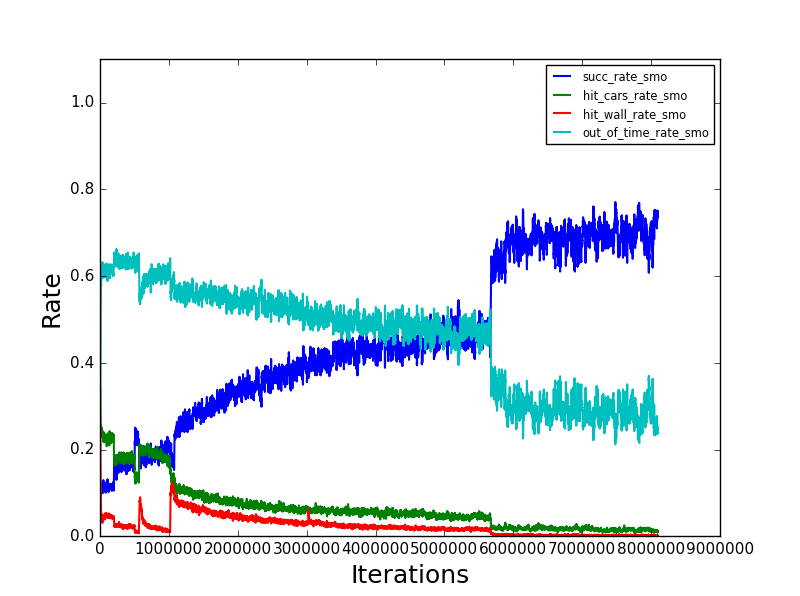 succ_rate_smo
hit_cars_rate_smo
hit_wall_rate_smo
out_of_time_rate_smo
1.0
0.8
0.6
0.4
0.2
0.0
Rate
0 1000000 2000000 3000000 4000000 5000000 6000000 7000000 8000000 9000000
Iterations